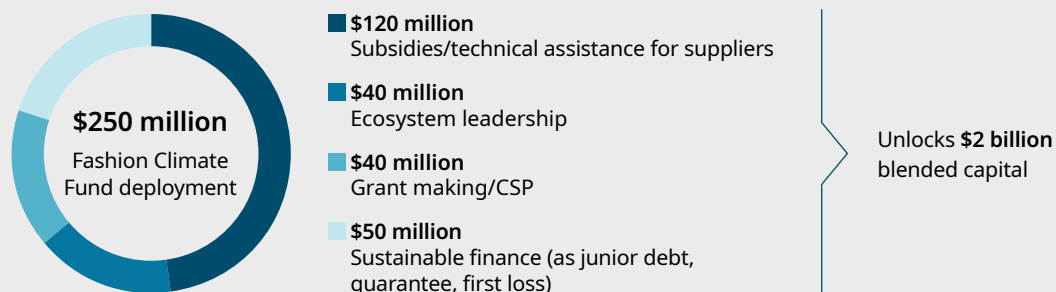 $250 million
Fashion Climate
Fund deployment
$120 million
Subsidies/technical assistance for suppliers
$40 million
Ecosystem leadership
$40 million
Grant making/CSP
$50 million
Sustainable finance (as junior debt,
guarantee, first loss)
Unlocks $2 billion
blended capital